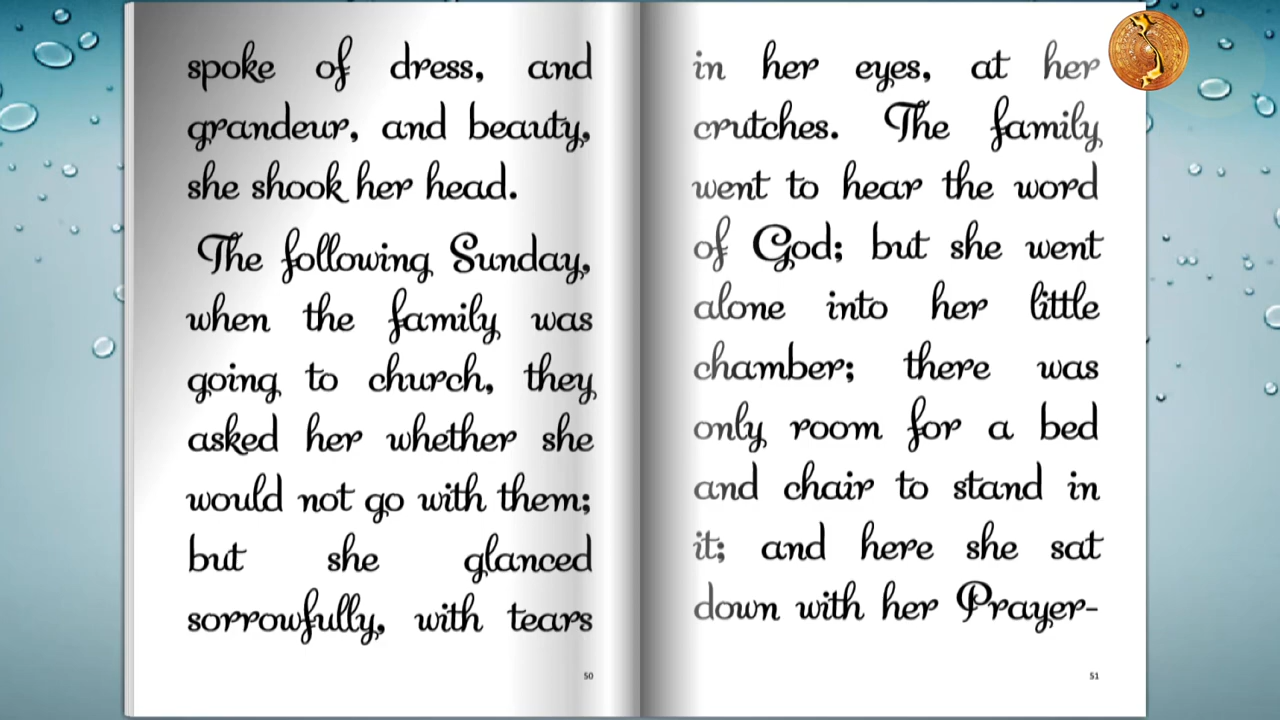 spoke of dress, and
grandeur, and beauty,
she shook her head.
The following Sunday,
when the family was
going to church, they
asked her whether she
would not go with them;
but she glanced
sorrowfully, with tears
50
in her eyes, at her
crutches. The family
went to hear the word
of God; but she went
alone into her little
chamber; there was
only room for a bed
and chair to stand in
it; and here she sat
down with her Prayer-
51